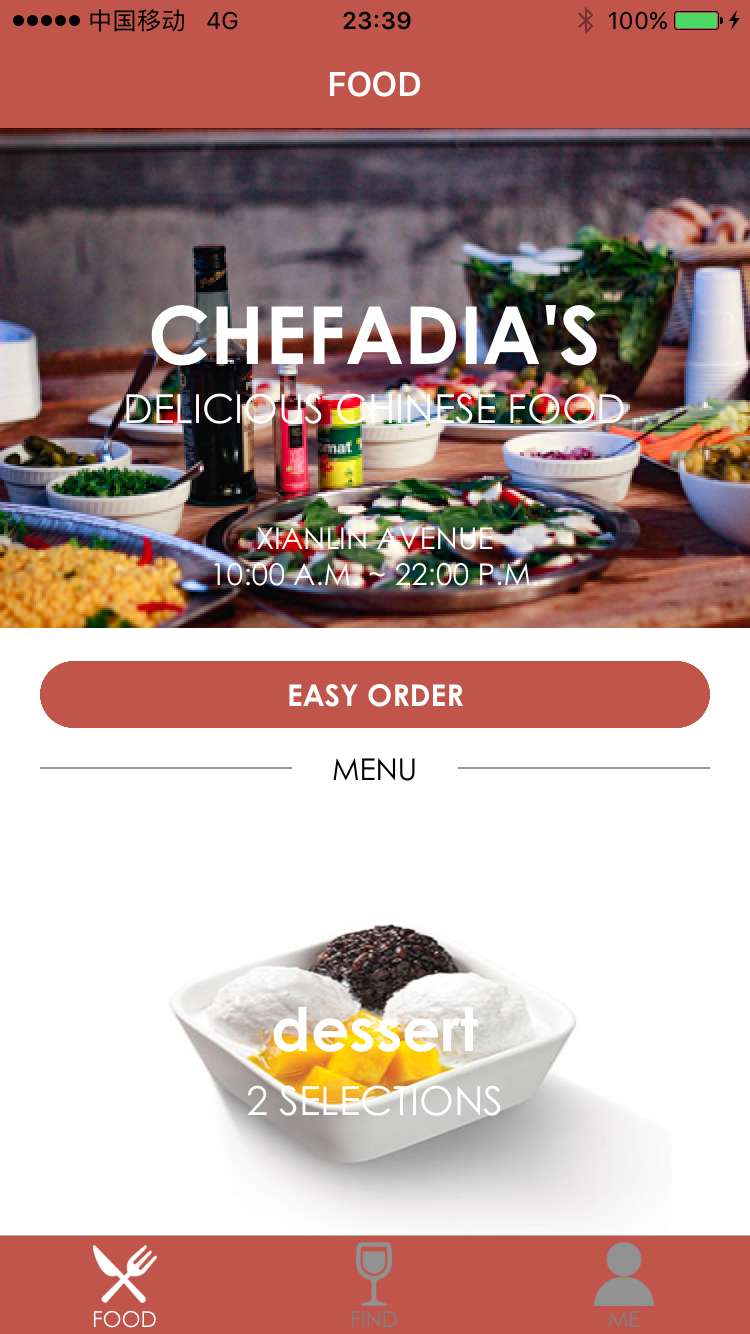 中国移动 4G 23:39 100%
FOOD
CHEFADIA'S
DELICIOUS CHINESE FOOD
XIANLIN AVENUE
10:00 A.M. ~ 22:00 P.M.
EASY ORDER
MENU
dessert
2 SELECTIONS
FOOD FIND ME